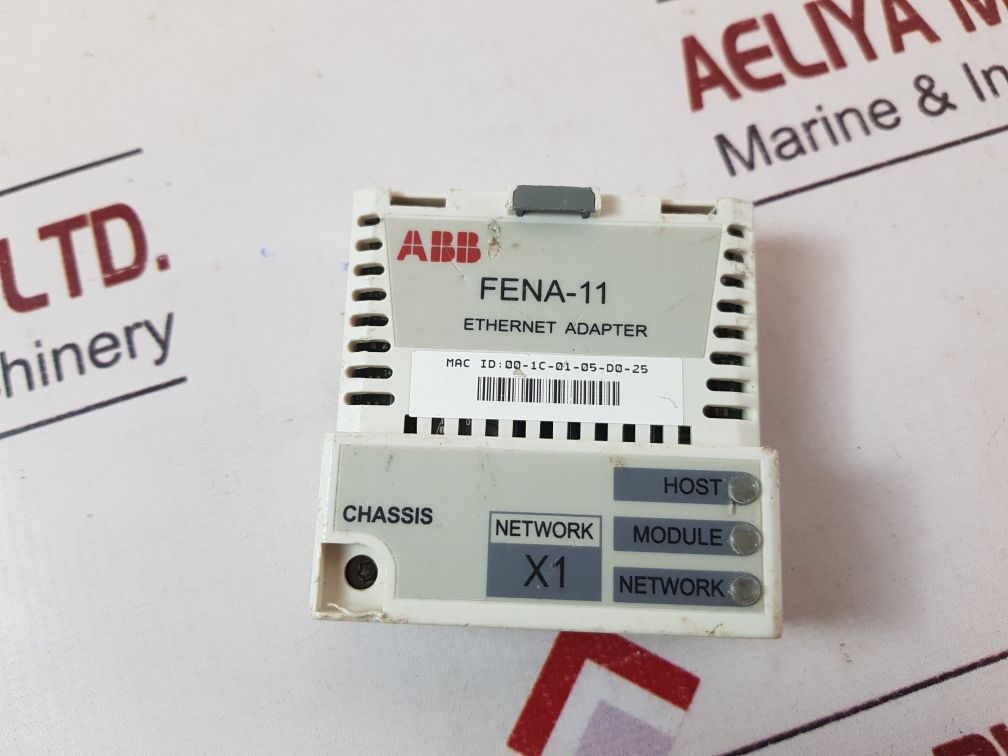 AELIYA M
Marine & In
LTD.
chinery
ABB
FENA-11
ETHERNET ADAPTER
MAC ID:00-1C-01-05-D0-25
CHASSIS
NETWORK
X1
HOST
MODULE
NETWORK